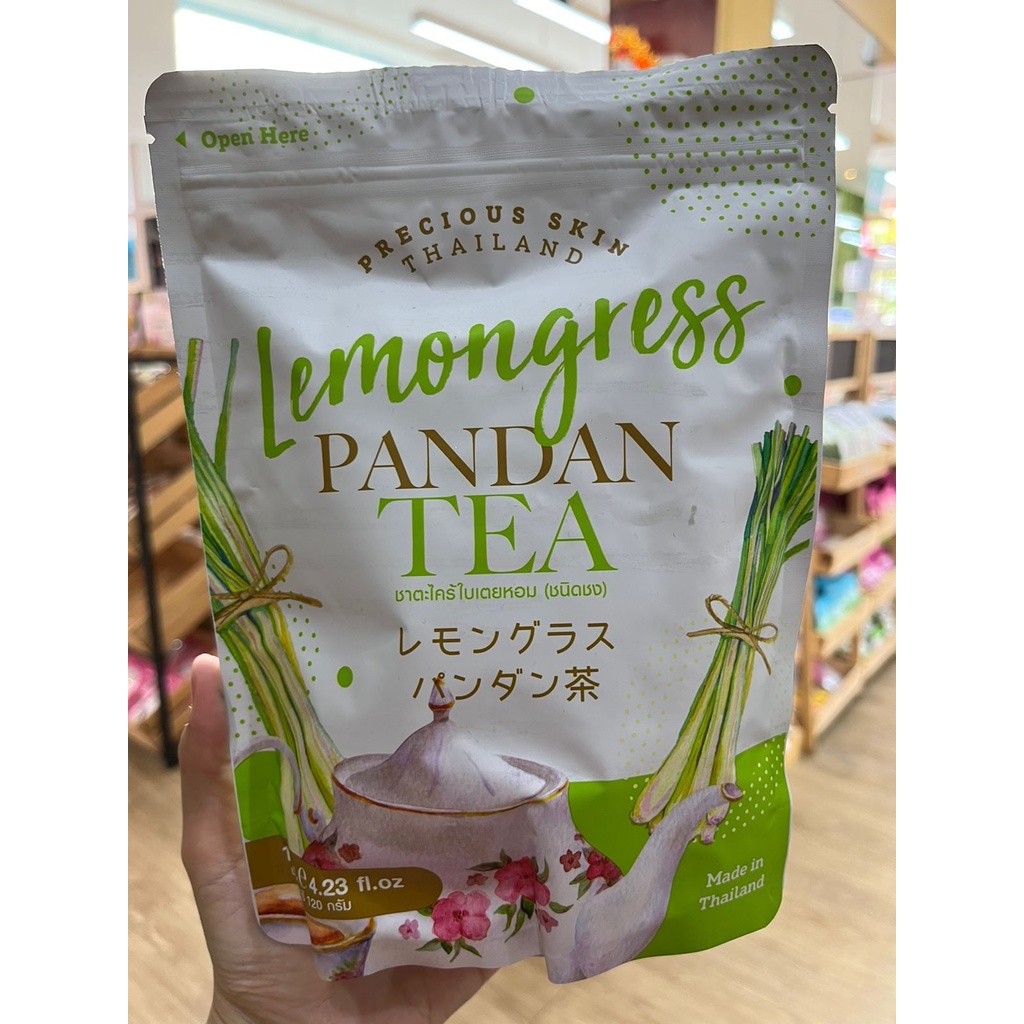 Open Here
PRECIOUS SKIN
THAILAND
Lemongress
PANDAN
TEA
ชาตะไคร้ใบเตยหอม (ชนิดชง)
レモングラス
パンダン茶
℮4.23 fl.oz
120 กรัม
Made in
Thailand